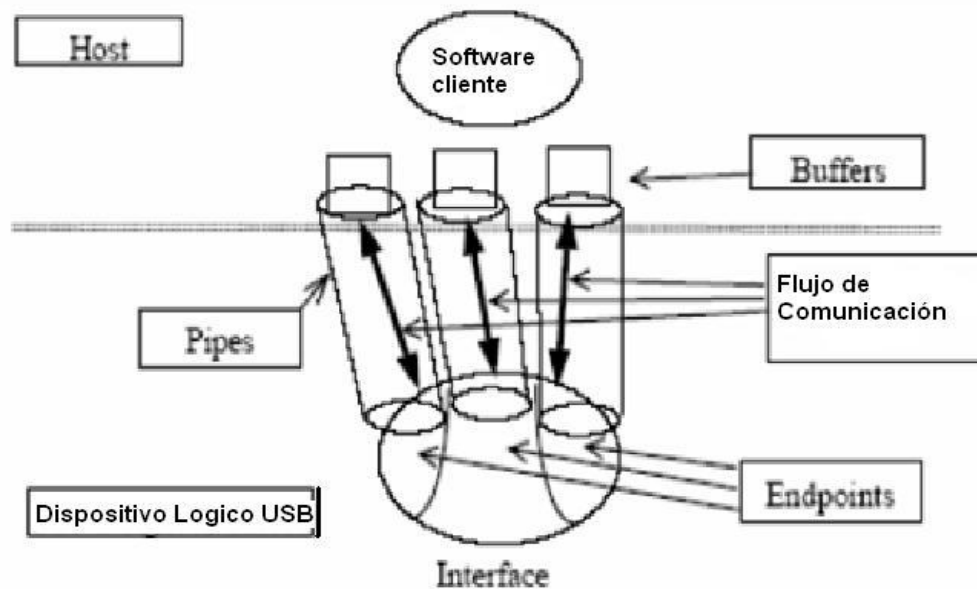 Host
Software
cliente
Buffers
Flujo de
Comunicación
Pipes
Endpoints
Dispositivo Logico USB
Interface